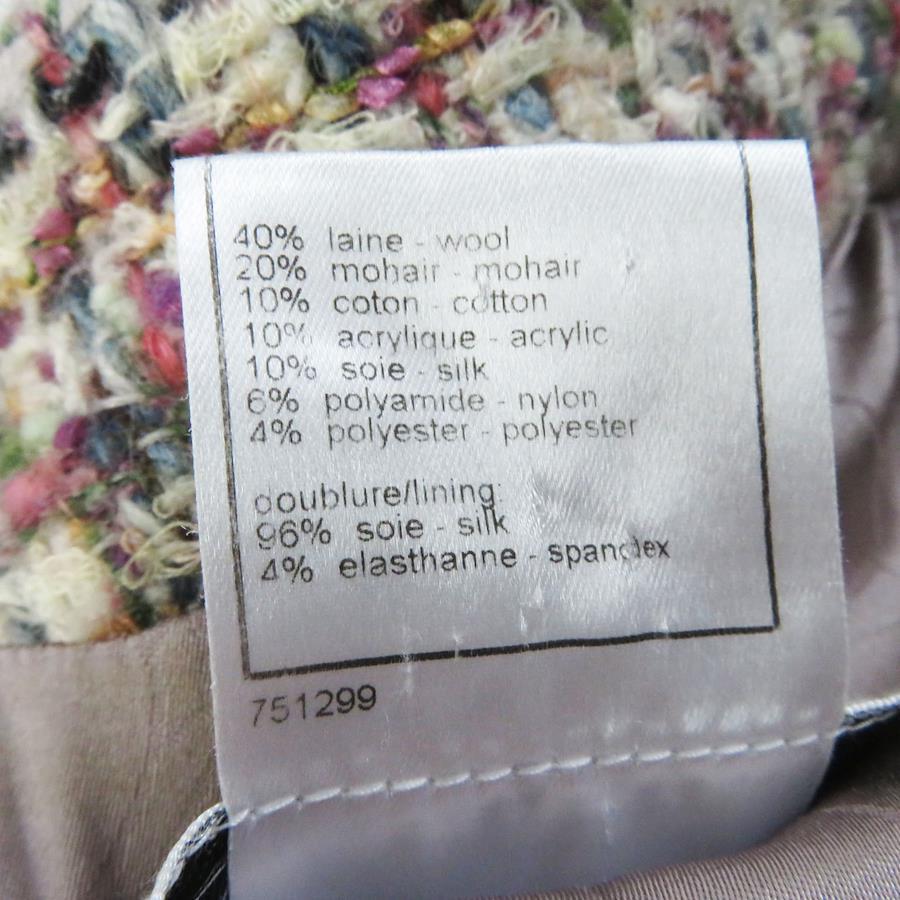 40% laine - wool
20% mohair - mohair
10% coton - cotton
10% acrylique - acrylic
10% soie - silk
6% polyamide - nylon
4% polyester - polyester
doublure/lining:
96% soie - silk
4% elasthanne - spandex
751299